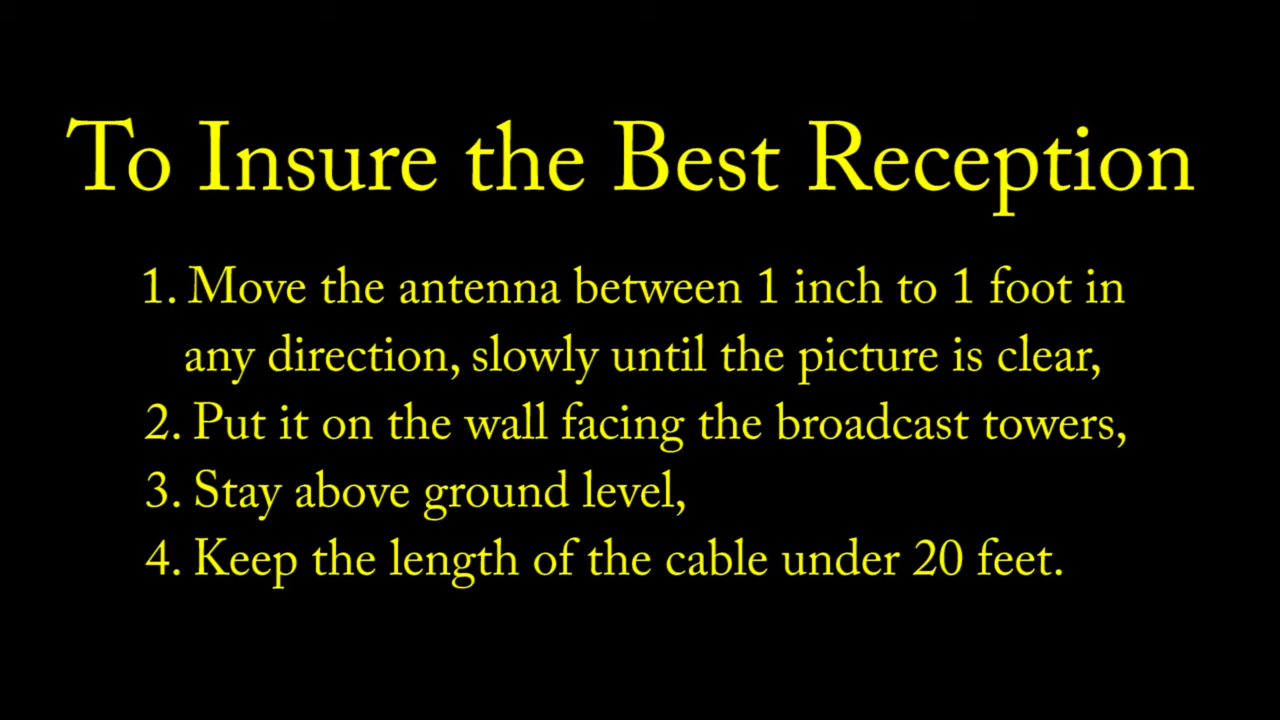 To Insure the Best Reception
1. Move the antenna between 1 inch to 1 foot in
any direction, slowly until the picture is clear,
2. Put it on the wall facing the broadcast towers,
3. Stay above ground level,
4. Keep the length of the cable under 20 feet.